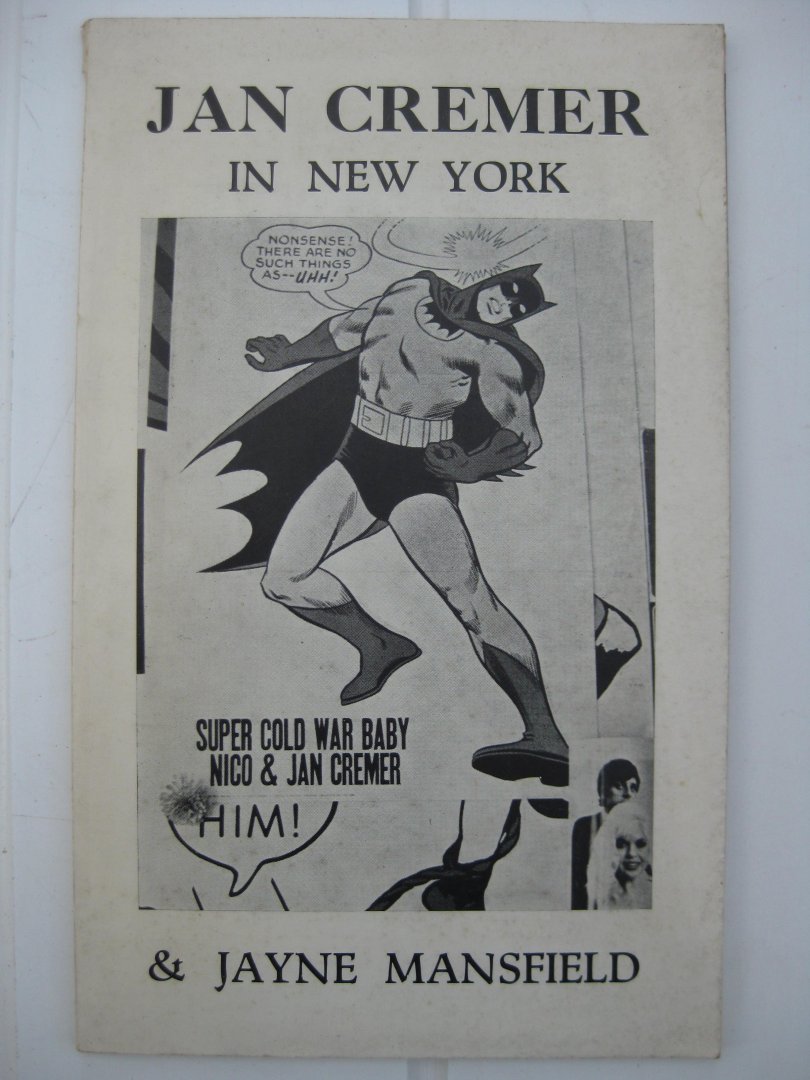 JAN CREMER
IN NEW YORK
NONSENSE!
THERE ARE NO
SUCH THINGS
AS--UHH!
SUPER COLD WAR BABY
NICO & JAN CREMER
HIM!
& JAYNE MANSFIELD